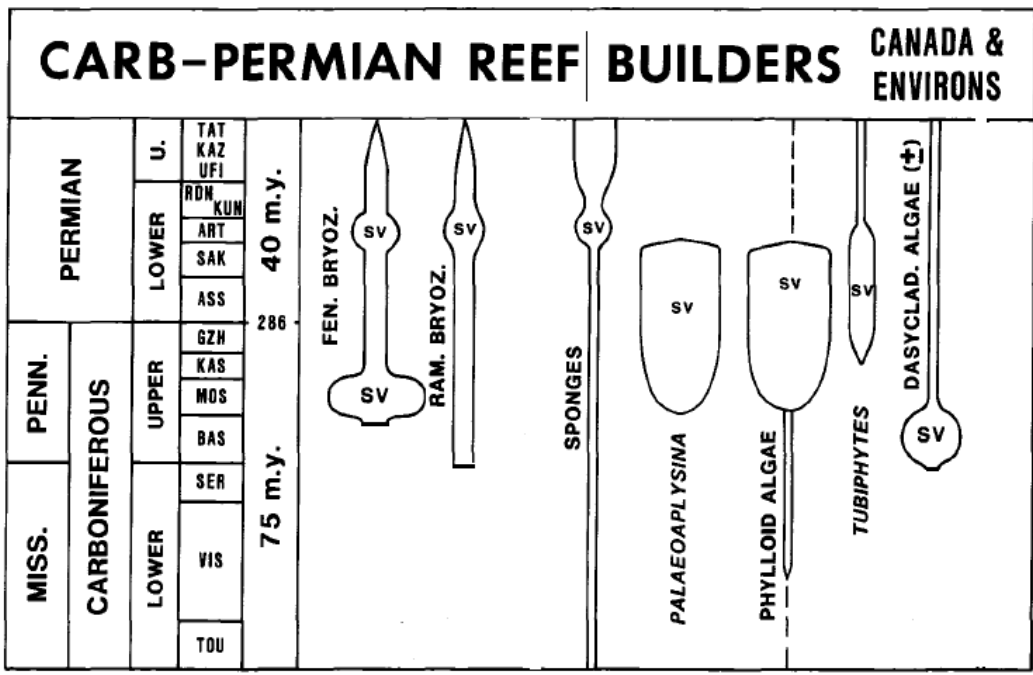 CARB-PERMIAN REEF BUILDERS
CANADA &
ENVIRONS
PERMIAN
PENN.
MISS.
CARBONIFEROUS
U.
LOWER
UPPER
LOWER
TAT
KAZ
UFI
RDN
KUN
ART
SAK
ASS
GZH
KAS
MOS
BAS
SER
VIS
TOU
40 m.y.
286
75 m.y.
FEN. BRYOZ.
SV
SV
RAM. BRYOZ.
SV
SPONGES
SV
PALAEOAPLYSINA
SV
PHYLLOID ALGAE
SV
TUBIPHYTES
SV
DASYCLAD. ALGAE (±)
SV